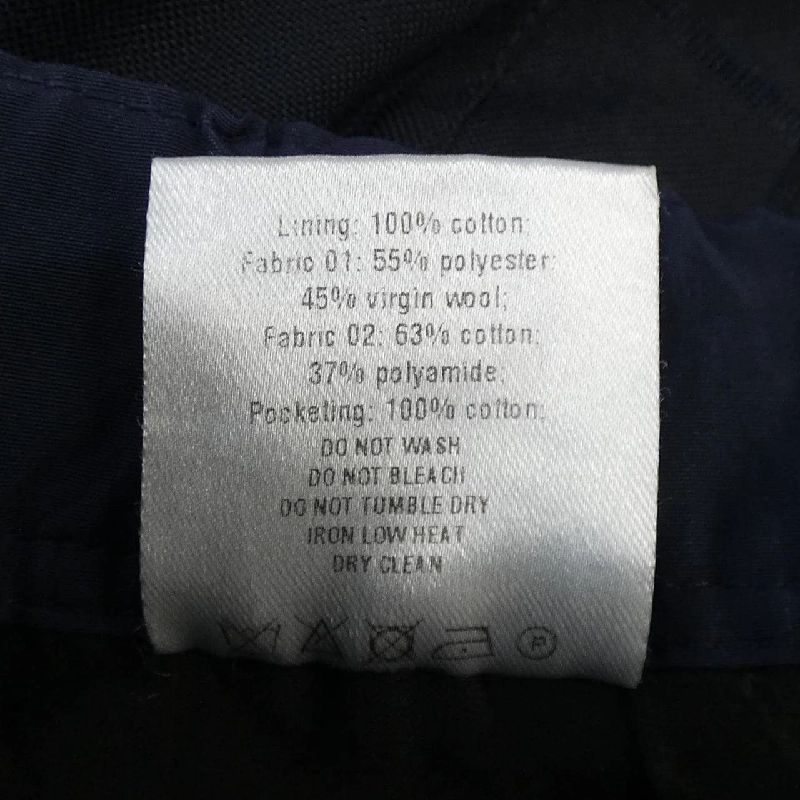 Lining: 100% cotton;
Fabric 01: 55% polyester;
45% virgin wool;
Fabric 02: 63% cotton;
37% polyamide;
Pocketing: 100% cotton;
DO NOT WASH
DO NOT BLEACH
DO NOT TUMBLE DRY
IRON LOW HEAT
DRY CLEAN
P